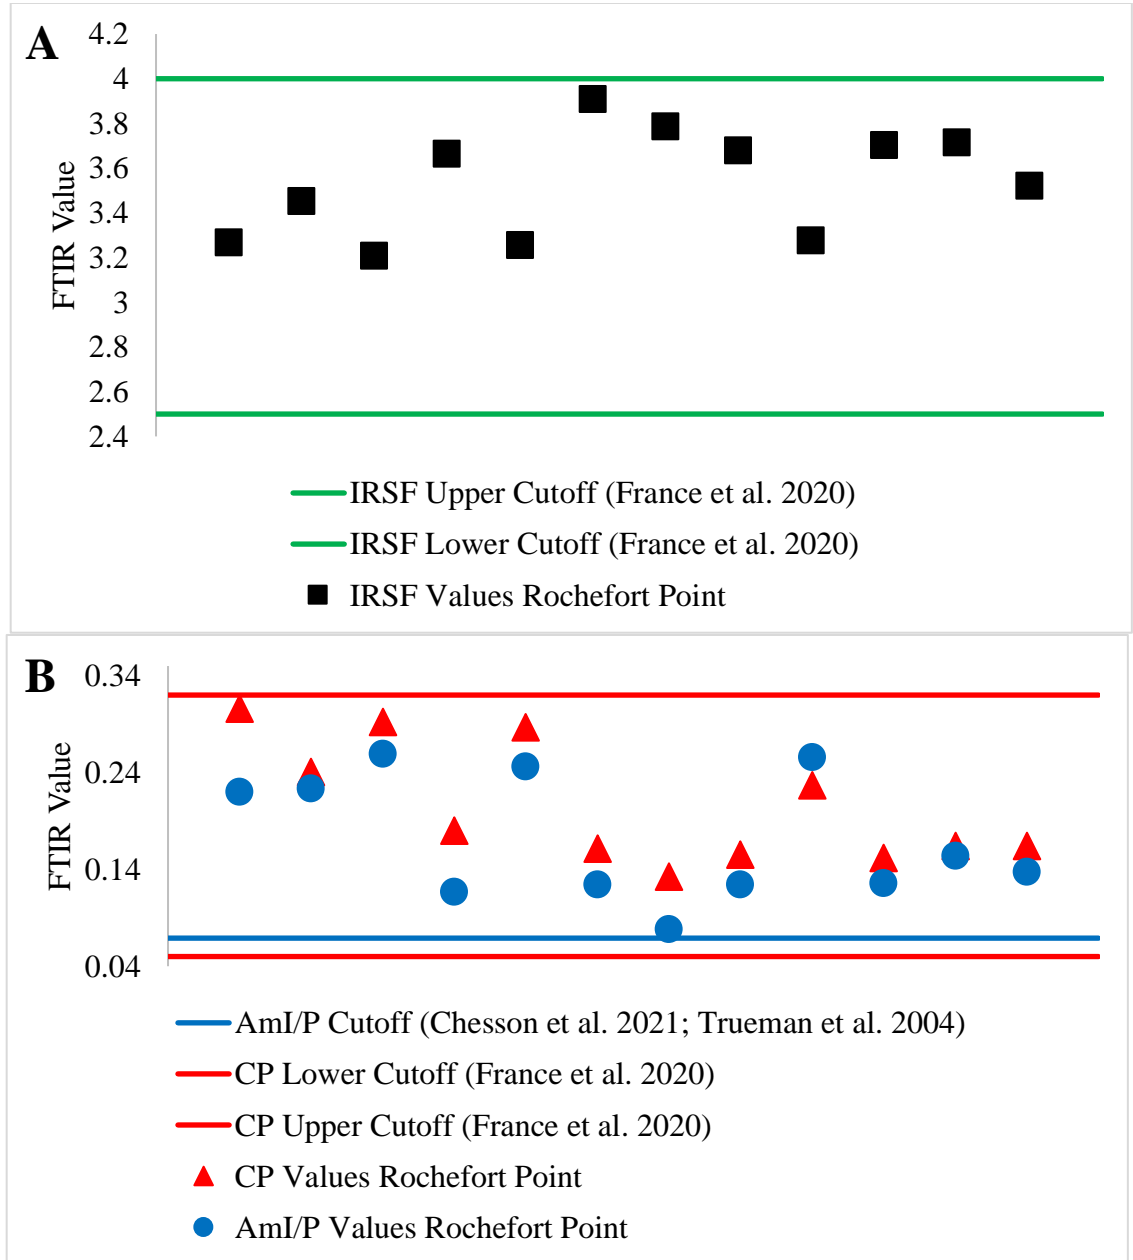 A
FTIR Value
4.2
4
3.8
3.6
3.4
3.2
3
2.8
2.6
2.4
IRSF Upper Cutoff (France et al. 2020)
IRSF Lower Cutoff (France et al. 2020)
IRSF Values Rochefort Point
B
FTIR Value
0.34
0.24
0.14
0.04
AmI/P Cutoff (Chesson et al. 2021; Trueman et al. 2004)
CP Lower Cutoff (France et al. 2020)
CP Upper Cutoff (France et al. 2020)
CP Values Rochefort Point
AmI/P Values Rochefort Point